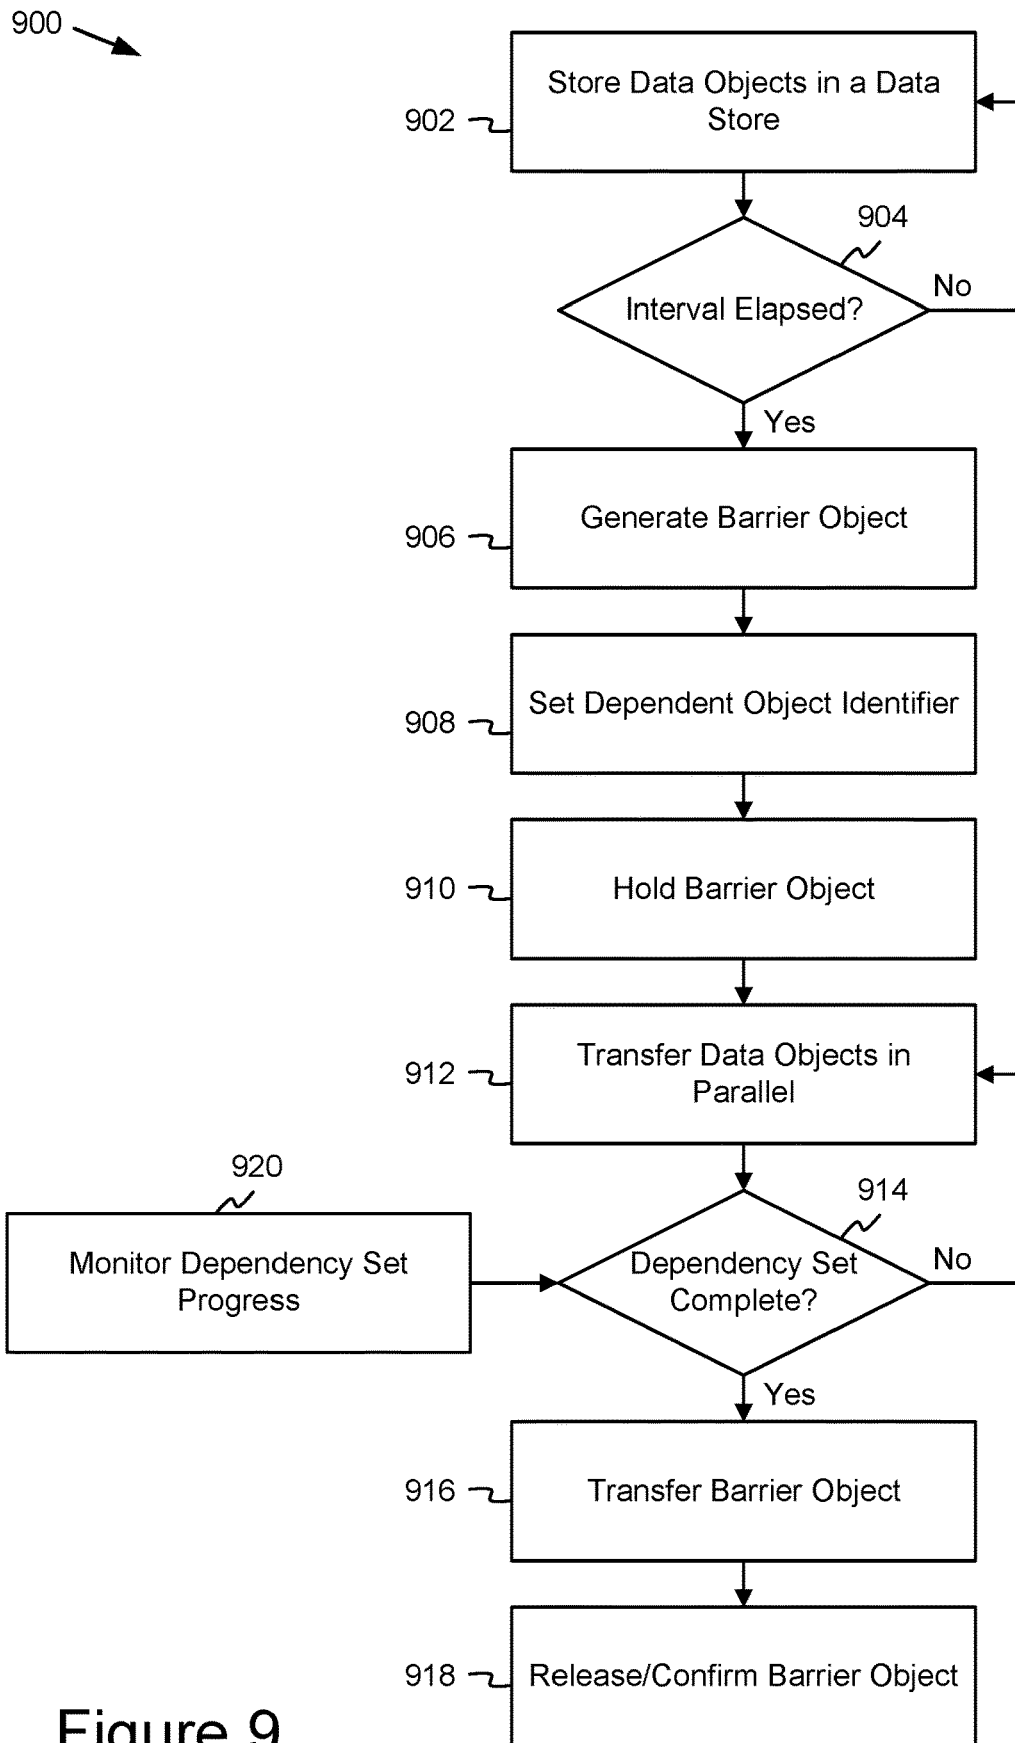 900
Store Data Objects in a Data
Store
902
904
Interval Elapsed?
No
Yes
Generate Barrier Object
906
Set Dependent Object Identifier
908
Hold Barrier Object
910
Transfer Data Objects in
Parallel
912
920
Monitor Dependency Set
Progress
914
Dependency Set
Complete?
No
Yes
Transfer Barrier Object
916
Release/Confirm Barrier Object
918
Figure 9